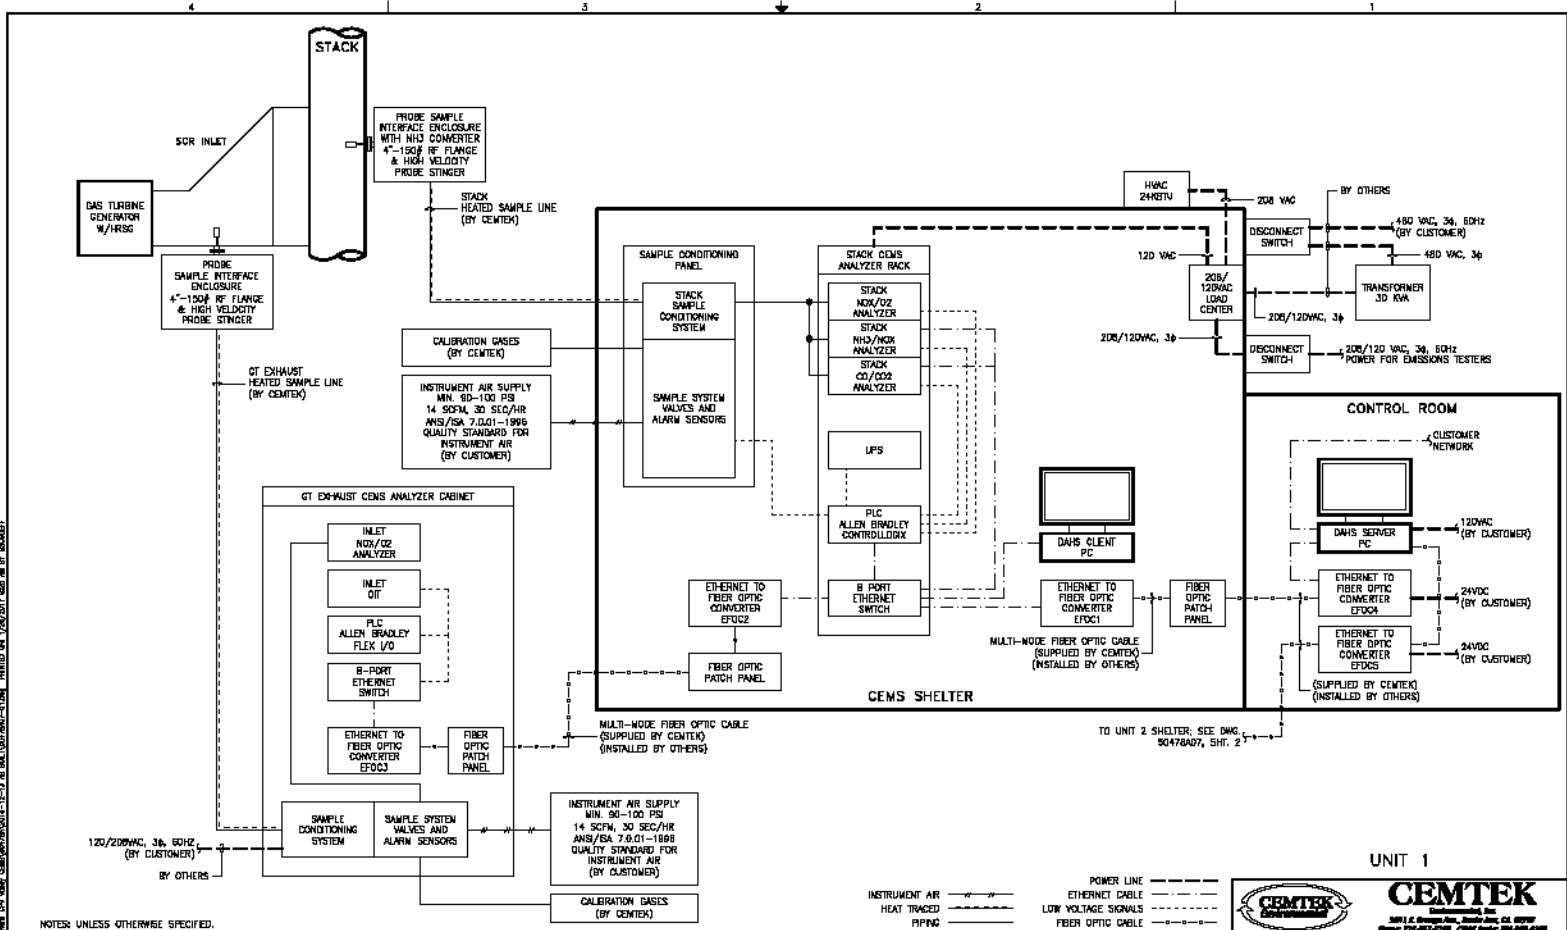 4
3
2
1
STACK
SCR INLET
GAS TURBINE
GENERATOR
W/HRSG
PROBE SAMPLE
INTERFACE ENCLOSURE
WITH NH3 CONVERTER
4"-150# RF FLANGE
& HIGH VELOCITY
PROBE STINGER
STACK
HEATED SAMPLE LINE
(BY CEMTEK)
PROBE
SAMPLE INTERFACE
ENCLOSURE
4"-150# RF FLANGE
& HIGH VELOCITY
PROBE STINGER
GT EXHAUST
HEATED SAMPLE LINE
(BY CEMTEK)
CALIBRATION GASES
(BY CEMTEK)
INSTRUMENT AIR SUPPLY
MIN. 90-100 PSI
14 SCFM, 30 SEC/HR
ANSI/ISA 7.0.01-1996
QUALITY STANDARD FOR
INSTRUMENT AIR
(BY CUSTOMER)
SAMPLE CONDITIONING
PANEL
STACK
SAMPLE
CONDITIONING
SYSTEM
SAMPLE SYSTEM
VALVES AND
ALARM SENSORS
STACK CEMS
ANALYZER RACK
STACK
NOX/O2
ANALYZER
STACK
NH3/NOX
ANALYZER
STACK
CO/CO2
ANALYZER
UPS
PLC
ALLEN BRADLEY
CONTROLLOGIX
8 PORT
ETHERNET
SWITCH
HVAC
24KBTU
208 VAC
BY OTHERS
DISCONNECT
SWITCH
480 VAC, 3ϕ, 60Hz
(BY CUSTOMER)
120 VAC
480 VAC, 3ϕ
208/
120VAC
LOAD
CENTER
TRANSFORMER
30 KVA
208/120VAC, 3ϕ
208/120VAC, 3ϕ
DISCONNECT
SWITCH
208/120 VAC, 3ϕ, 60Hz
POWER FOR EMISSIONS TESTERS
CONTROL ROOM
CUSTOMER
NETWORK
DAHS SERVER
PC
120VAC
(BY CUSTOMER)
ETHERNET TO
FIBER OPTIC
CONVERTER
EFOC4
24VDC
(BY CUSTOMER)
ETHERNET TO
FIBER OPTIC
CONVERTER
EFOC5
24VDC
(BY CUSTOMER)
(SUPPLIED BY CEMTEK)
(INSTALLED BY OTHERS)
TO UNIT 2 SHELTER; SEE DWG.
50478A07, SHT. 2
DAHS CLIENT
PC
ETHERNET TO
FIBER OPTIC
CONVERTER
EFOC1
FIBER
OPTIC
PATCH
PANEL
MULTI-MODE FIBER OPTIC CABLE
(SUPPLIED BY CEMTEK)
(INSTALLED BY OTHERS)
ETHERNET TO
FIBER OPTIC
CONVERTER
EFOC2
FIBER OPTIC
PATCH PANEL
CEMS SHELTER
MULTI-MODE FIBER OPTIC CABLE
(SUPPLIED BY CEMTEK)
(INSTALLED BY OTHERS)
GT EXHAUST CEMS ANALYZER CABINET
INLET
NOX/O2
ANALYZER
INLET
OIT
PLC
ALLEN BRADLEY
FLEX I/O
8-PORT
ETHERNET
SWITCH
ETHERNET TO
FIBER OPTIC
CONVERTER
EFOC3
FIBER
OPTIC
PATCH
PANEL
SAMPLE
CONDITIONING
SYSTEM
SAMPLE SYSTEM
VALVES AND
ALARM SENSORS
120/208VAC, 3ϕ, 60HZ
(BY CUSTOMER)
BY OTHERS
INSTRUMENT AIR SUPPLY
MIN. 90-100 PSI
14 SCFM, 30 SEC/HR
ANSI/ISA 7.0.01-1996
QUALITY STANDARD FOR
INSTRUMENT AIR
(BY CUSTOMER)
CALIBRATION GASES
(BY CEMTEK)
NOTES: UNLESS OTHERWISE SPECIFIED.
INSTRUMENT AIR
HEAT TRACED
PIPING
POWER LINE
ETHERNET CABLE
LOW VOLTAGE SIGNALS
FIBER OPTIC CABLE
UNIT 1
CEMTEK
Environmental
CEMTEK
Environmental, Inc.